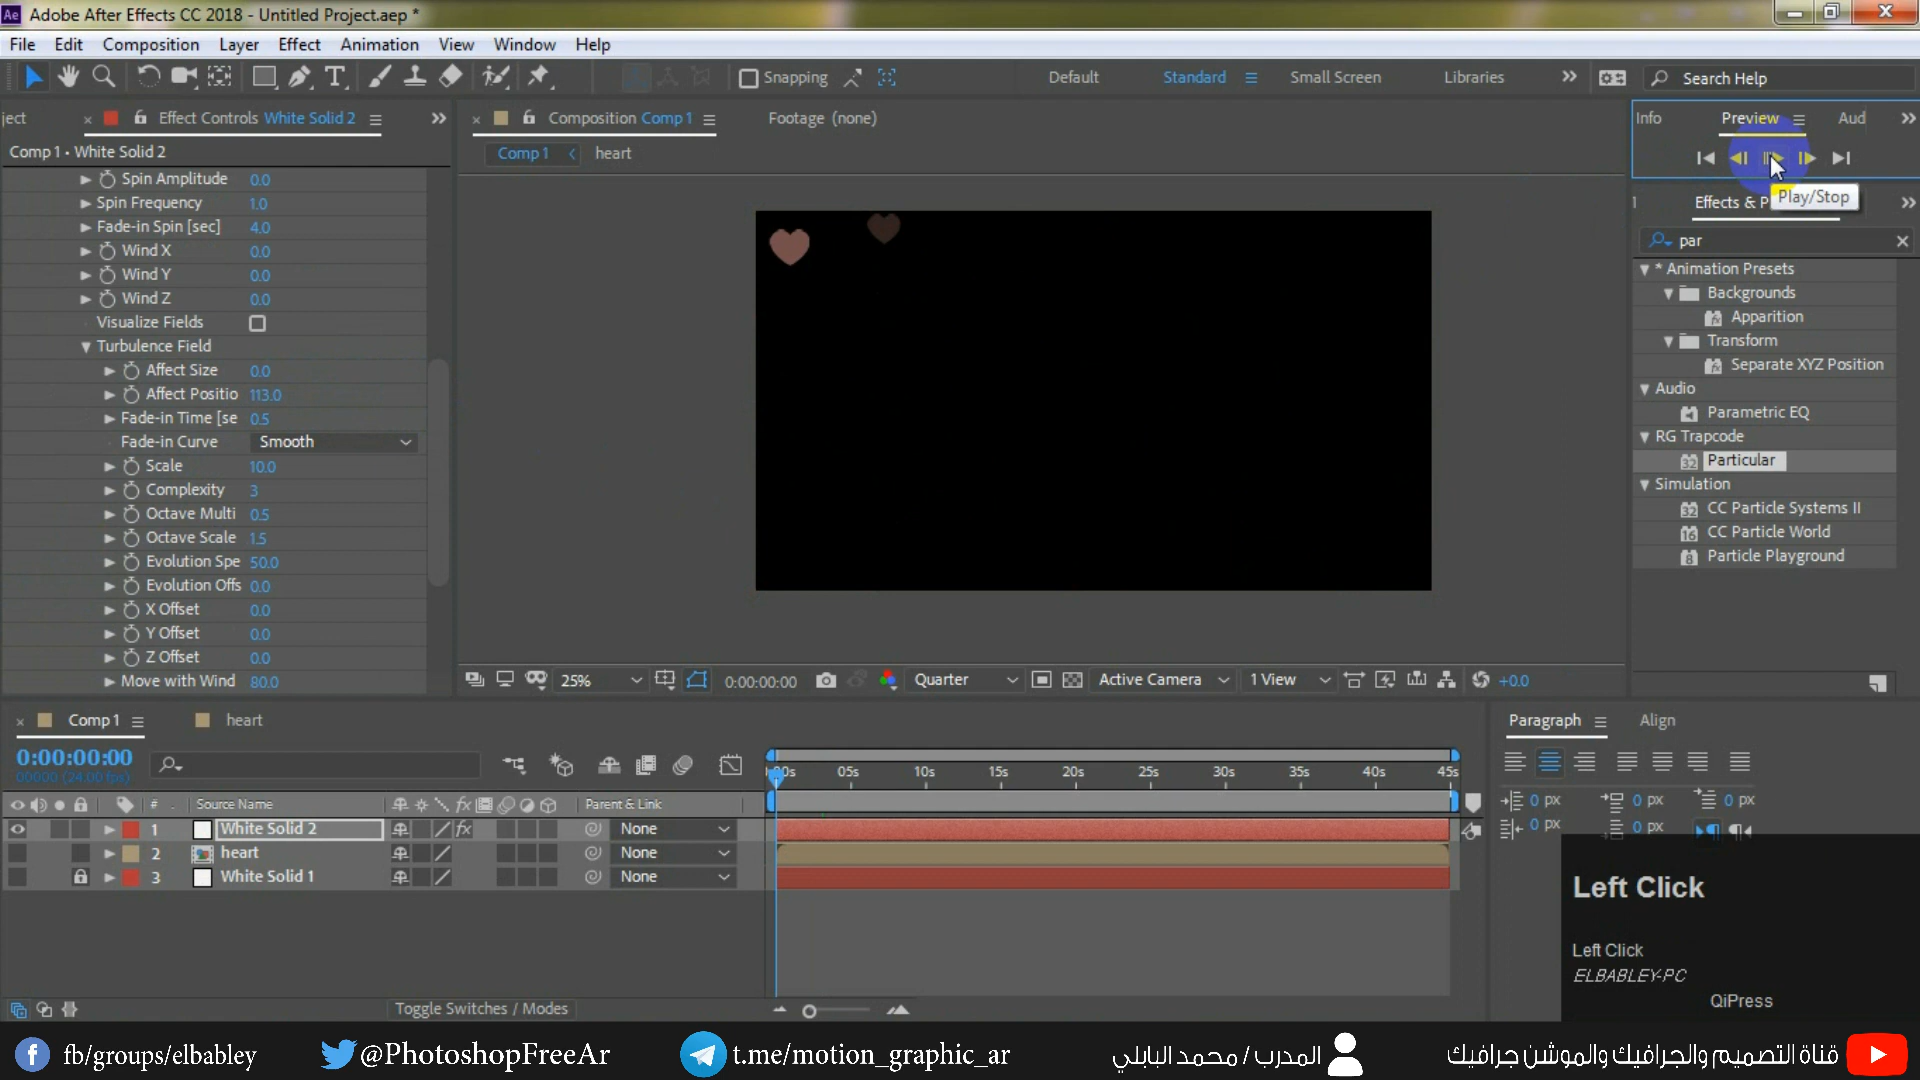 Adobe After Effects CC 2018 - Untitled Project.aep *
File Edit Composition Layer Effect Animation View Window Help
Snapping Default Standard Small Screen Libraries Search Help
ject Effect Controls White Solid 2
Comp 1 • White Solid 2
Spin Amplitude 0.0
Spin Frequency 1.0
Fade-in Spin [sec] 4.0
Wind X 0.0
Wind Y 0.0
Wind Z 0.0
Visualize Fields
Turbulence Field
Affect Size 0.0
Affect Positio 113.0
Fade-in Time [se 0.5
Fade-in Curve Smooth
Scale 10.0
Complexity 3
Octave Multi 0.5
Octave Scale 1.5
Evolution Spe 50.0
Evolution Offs 0.0
X Offset 0.0
Y Offset 0.0
Z Offset 0.0
Move with Wind 80.0
Composition Comp 1 Footage (none)
Comp 1 heart
25% 0:00:00:00 Quarter Active Camera 1 View +0.0
Info Preview Aud
Play/Stop
Effects & P
par
* Animation Presets
Backgrounds
Apparition
Transform
Separate XYZ Position
Audio
Parametric EQ
RG Trapcode
32 Particular
Simulation
32 CC Particle Systems II
16 CC Particle World
8 Particle Playground
Comp 1 heart
0:00:00:00
00000 (24.00 fps)
# Source Name Parent & Link
1 White Solid 2 fx None
2 heart None
3 White Solid 1 None
00s 05s 10s 15s 20s 25s 30s 35s 40s 45s
Toggle Switches / Modes
Paragraph Align
0 px 0 px 0 px
0 px 0 px
Left Click
Left Click
ELBABLEY-PC
QiPress
fb/groups/elbabley @PhotoshopFreeAr t.me/motion_graphic_ar المدرب / محمد البابلي قناة التصميم والجرافيك والموشن جرافيك